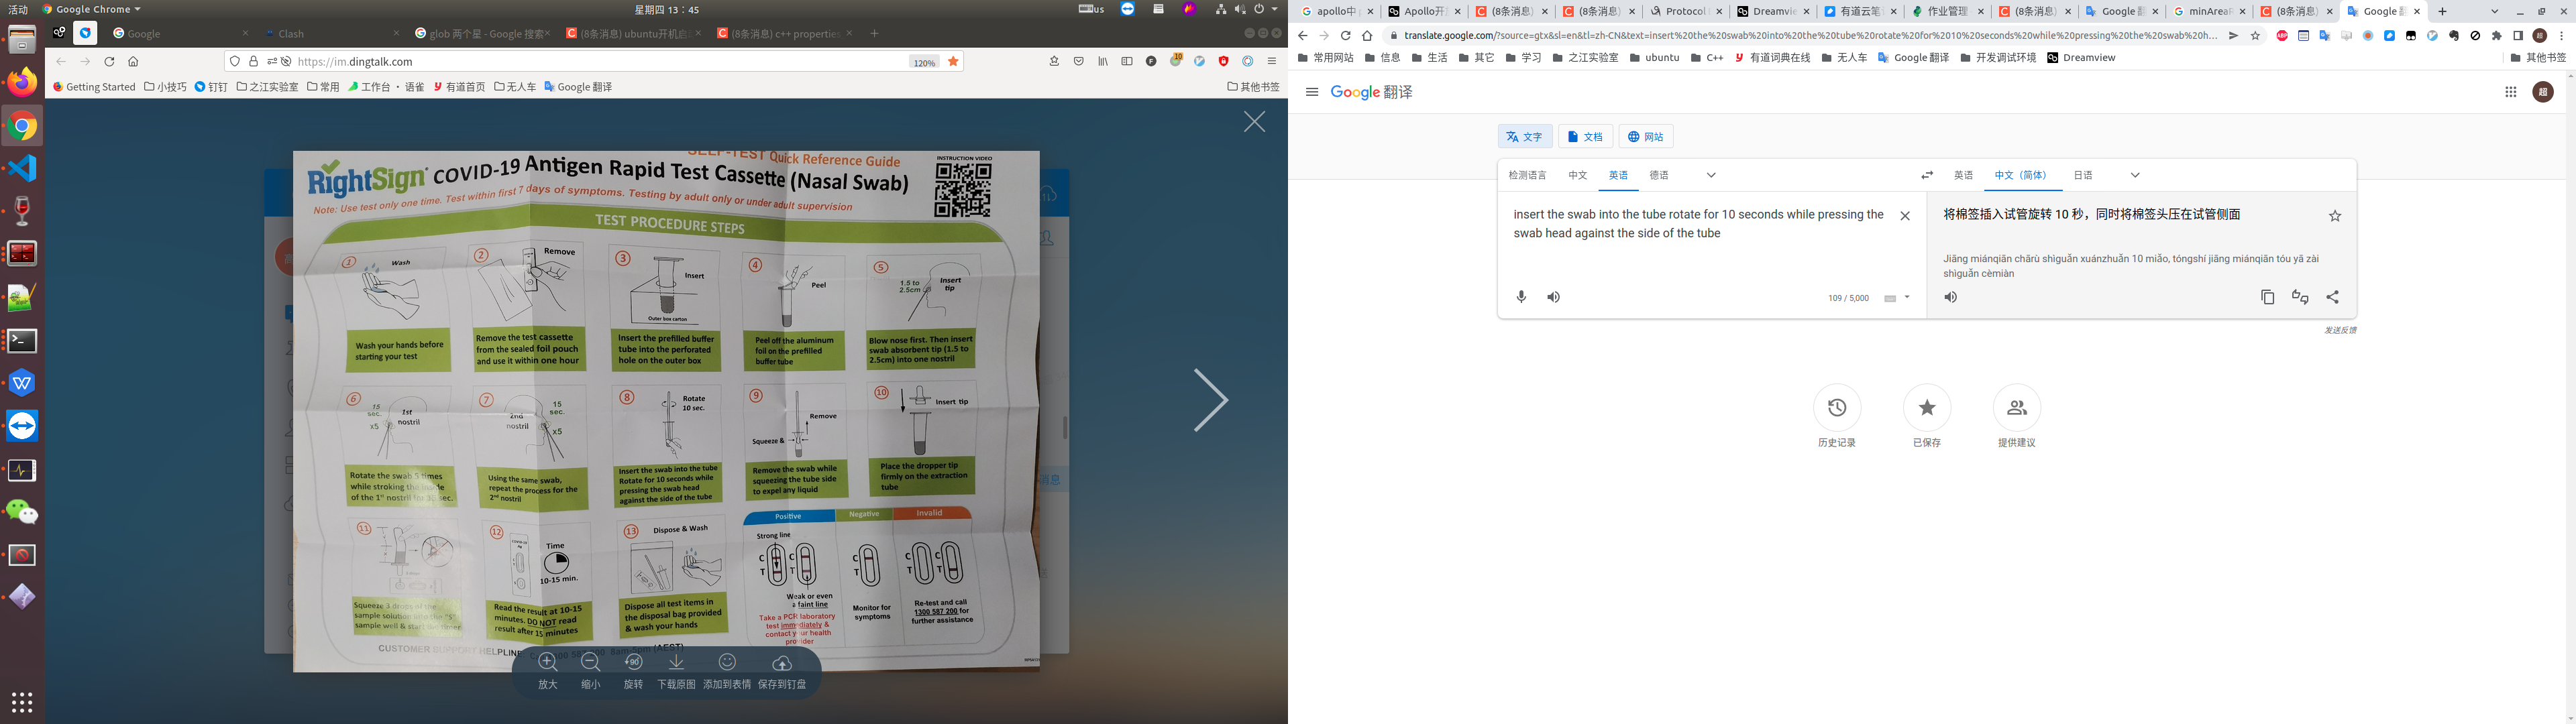 活动
Google Chrome
星期四 13：45
us
Google
Clash
glob 两个星 - Google 搜索
(8条消息) ubuntu开机启
(8条消息) c++ properties
https://im.dingtalk.com
120%
10
Getting Started
小技巧
钉钉
之江实验室
常用
工作台 · 语雀
有道首页
无人车
Google 翻译
其他书签
SELF-TEST Quick Reference Guide
INSTRUCTION VIDEO
RightSign COVID-19 Antigen Rapid Test Cassette (Nasal Swab)
Note: Use test only one time. Test within first 7 days of symptoms. Testing by adult only or under adult supervision
TEST PROCEDURE STEPS
1
Wash
Wash your hands before
starting your test
2
Remove
Remove the test cassette
from the sealed foil pouch
and use it within one hour
3
Insert
Outer box carton
Insert the prefilled buffer
tube into the perforated
hole on the outer box
4
Peel
Peel off the aluminum
foil on the prefilled
buffer tube
5
1.5 to
2.5cm
Insert
tip
Blow nose first. Then insert
swab absorbent tip (1.5 to
2.5cm) into one nostril
6
15
sec.
x5
1st
nostril
Rotate the swab 5 times
while stroking the inside
of the 1st nostril
7
2nd
nostril
15
sec.
x5
Using the same swab,
repeat the process for the
2nd nostril
8
Rotate
10 sec.
Insert the swab into the tube
Rotate for 10 seconds while
pressing the swab head
against the side of the tube
9
Remove
Squeeze &
Remove the swab while
squeezing the tube side
to expel any liquid
10
Insert tip
Place the dropper tip
firmly on the extraction
tube
11
Squeeze 3 drops of the
sample solution into the "S"
sample well & start the timer
12
Time
10-15 min.
Read the result at 10-15
minutes. DO NOT read
result after 15 minutes
13
Dispose & Wash
Dispose all test items in
the disposal bag provided
& wash your hands
Positive
Negative
Invalid
Strong line
C
T
C
T
C
T
Weak or even
a faint line
Take a PCR laboratory
test immediately &
contact your health
provider
Monitor for
symptoms
Re-test and call
1300 587 200 for
further assistance
CUSTOMER SUPPORT HELPLINE
(AEST)
放大
缩小
旋转
下载原图
添加到表情
保存到钉盘
apollo中
Apollo开
(8条消息)
(8条消息)
Protocol
Dreamvie
有道云笔
作业管理
(8条消息)
Google 翻
minAreaR
(8条消息)
Google 翻
translate.google.com/?source=gtx&sl=en&tl=zh-CN&text=insert%20the%20swab%20into%20the%20tube%20rotate%20for%2010%20seconds%20while%20pressing%20the%20swab%20h...
常用网站
信息
生活
其它
学习
之江实验室
ubuntu
C++
有道词典在线
无人车
Google 翻译
开发调试环境
Dreamview
其他书签
Google 翻译
超
文字
文档
网站
检测语言
中文
英语
德语
英语
中文（简体）
日语
insert the swab into the tube rotate for 10 seconds while pressing the
swab head against the side of the tube
109 / 5,000
将棉签插入试管旋转 10 秒，同时将棉签头压在试管侧面
Jiāng miánqiān chārù shìguǎn xuánzhuǎn 10 miǎo, tóngshí jiāng miánqiān tóu yā zài
shìguǎn cèmiàn
发送反馈
历史记录
已保存
提供建议